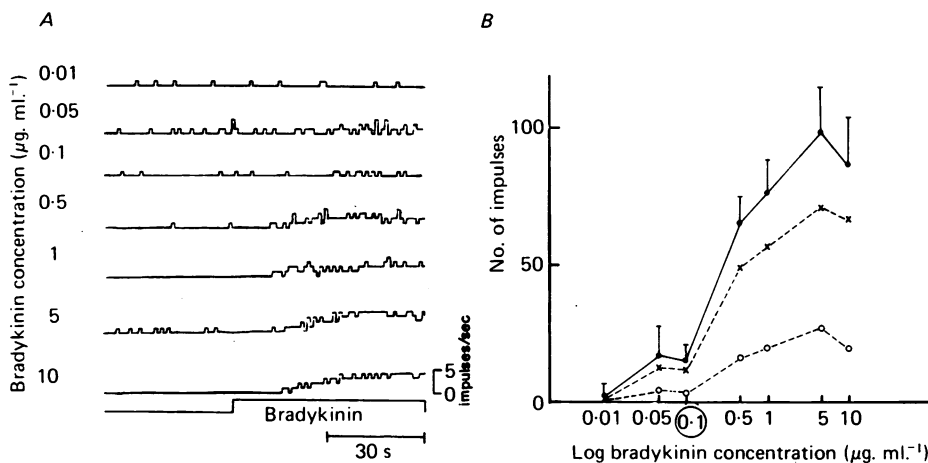 A
Bradykinin concentration (μg. ml.⁻¹)
0·01
0·05
0·1
0·5
1
5
10
5
0
impulses/sec
Bradykinin
30 s
B
No. of impulses
100
50
0
0·01 0·05 0·1 0·5 1 5 10
Log bradykinin concentration (μg. ml.⁻¹)